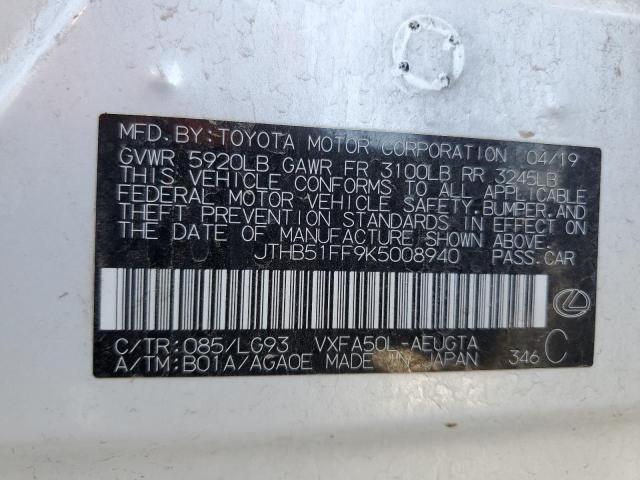 MFD. BY: TOYOTA MOTOR CORPORATION 04/19
GVWR 5920LB GAWR FR 3100LB RR 3245LB
THIS VEHICLE CONFORMS TO ALL APPLICABLE
FEDERAL MOTOR VEHICLE SAFETY, BUMPER, AND
THEFT PREVENTION STANDARDS IN EFFECT ON
THE DATE OF MANUFACTURE SHOWN ABOVE.
JTHB51FF9K5008940 PASS.CAR
C/TR:085/LG93 VXFA50L-AEUGTA
A/TM:B01A/AGA0E MADE IN JAPAN 346 C